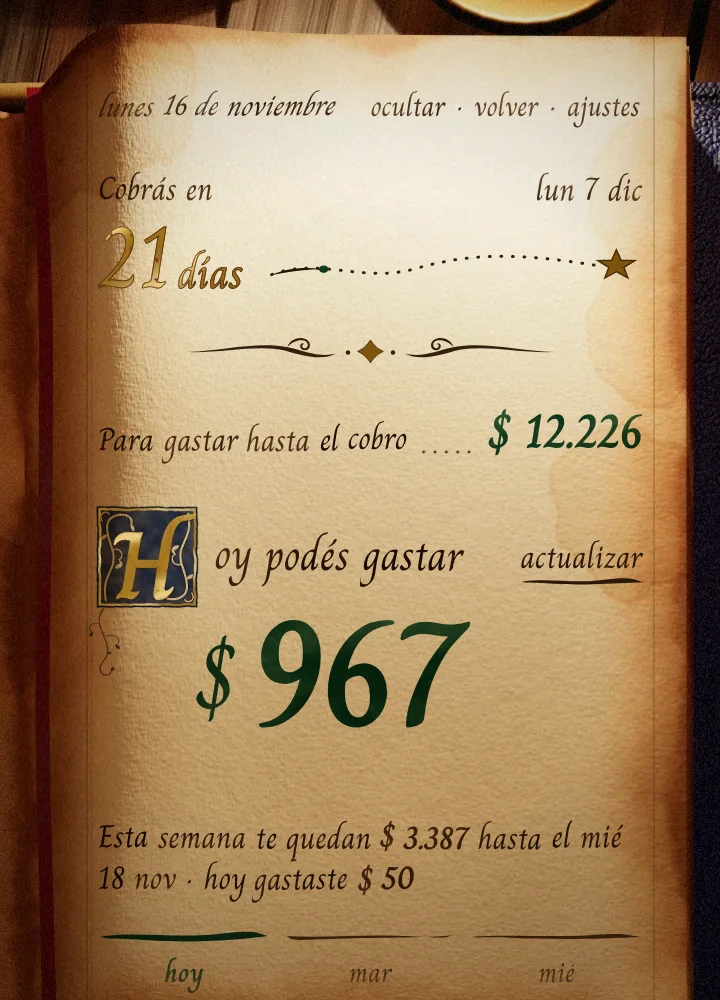 lunes 16 de noviembre ocultar · volver · ajustes
Cobrás en lun 7 dic
21 días
Para gastar hasta el cobro ..... $ 12.226
Hoy podés gastar actualizar
$ 967
Esta semana te quedan $ 3.387 hasta el mié
18 nov · hoy gastaste $ 50
hoy mar mié